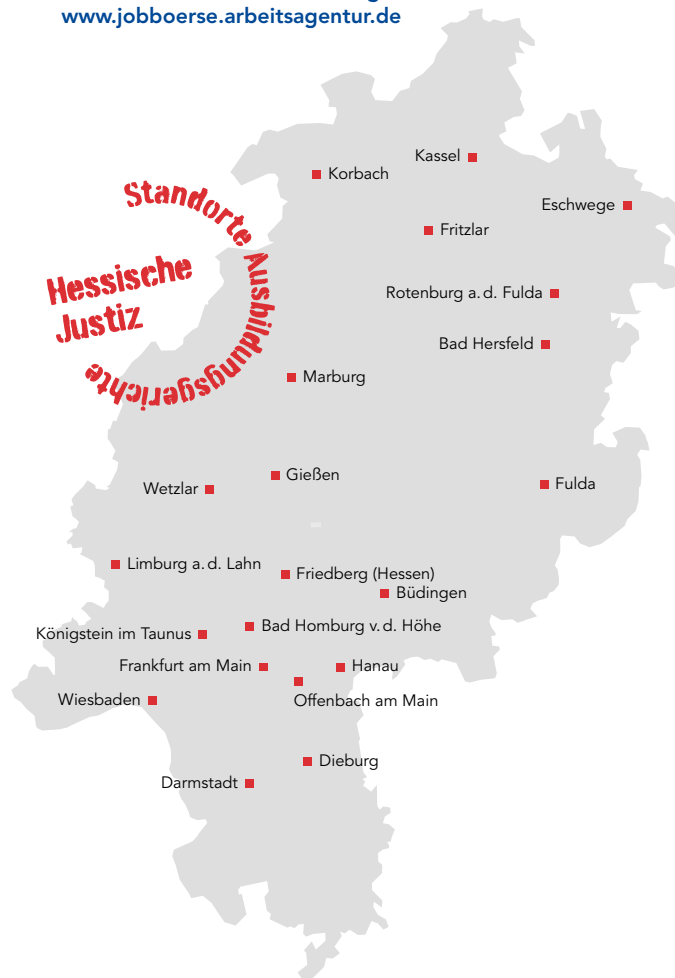 www.jobboerse.arbeitsagentur.de
Standorte Ausbildungsgerichte
Hessische
Justiz
Kassel
Korbach
Eschwege
Fritzlar
Rotenburg a. d. Fulda
Bad Hersfeld
Marburg
Gießen
Wetzlar
Fulda
Limburg a. d. Lahn
Friedberg (Hessen)
Büdingen
Bad Homburg v. d. Höhe
Königstein im Taunus
Frankfurt am Main
Hanau
Wiesbaden
Offenbach am Main
Dieburg
Darmstadt